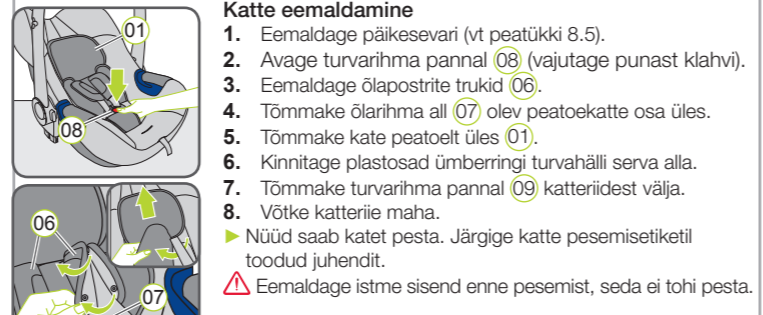 Katte eemaldamine
1. Eemaldage päikesevari (vt peatükki 8.5).
2. Avage turvarihma pannal 08 (vajutage punast klahvi).
3. Eemaldage õlapostrite trukid 06.
4. Tõmmake õlarihma all 07 olev peatoekatte osa üles.
5. Tõmmake kate peatoelt üles 01.
6. Kinnitage plastosad ümberringi turvahälli serva alla.
7. Tõmmake turvarihma pannal 09 katteriidest välja.
8. Võtke katteriie maha.
► Nüüd saab katet pesta. Järgige katte pesemisetiketil
toodud juhendit.
⚠ Eemaldage istme sisend enne pesemist, seda ei tohi pesta.
01
08
06
07